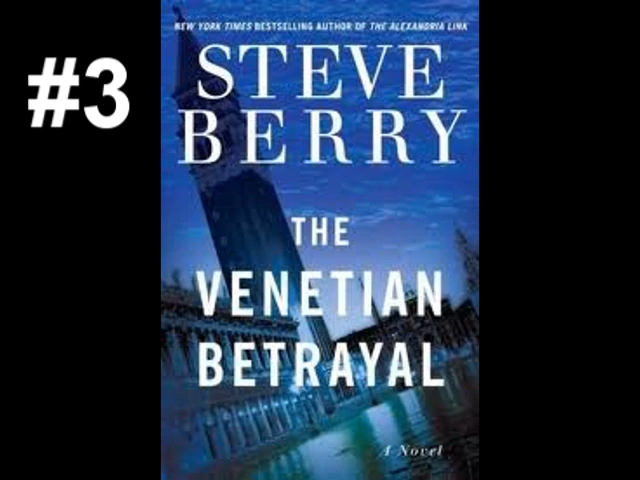 NEW YORK TIMES BESTSELLING AUTHOR OF THE ALEXANDRIA LINK
#3
STEVE
BERRY
THE
VENETIAN
BETRAYAL
A Novel